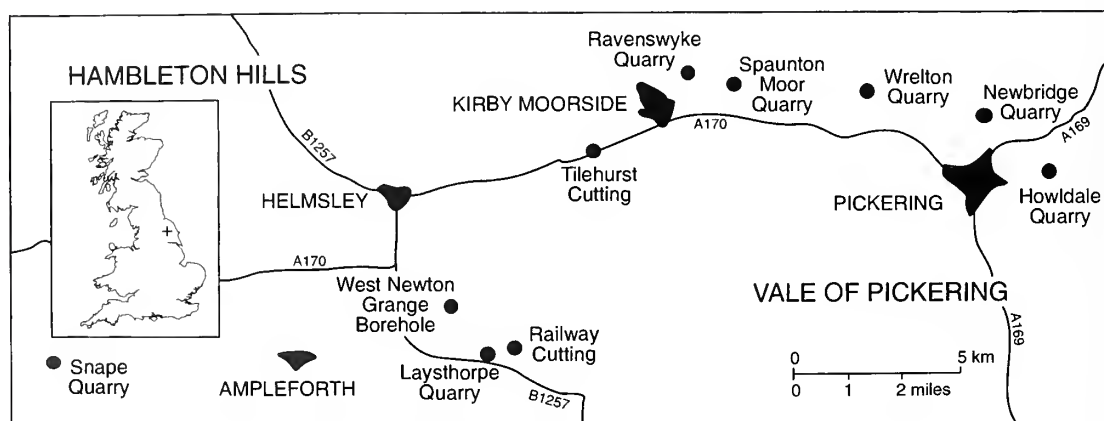 HAMBLETON HILLS
B1257
Ravenswyke
Quarry
Spaunton
Moor
Quarry
Wrelton
Quarry
Newbridge
Quarry
KIRBY MOORSIDE
A170
A169
Tilehurst
Cutting
HELMSLEY
PICKERING
Howldale
Quarry
A170
West Newton
Grange
Borehole
VALE OF PICKERING
A169
Railway
Cutting
Snape
Quarry
AMPLEFORTH
Laysthorpe
Quarry
B1257
0 5 km
0 1 2 miles